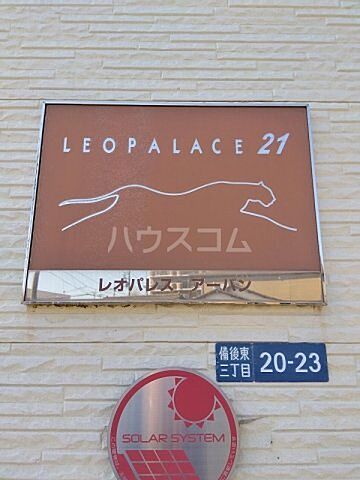 LEOPALACE 21
ハウスコム
レオパレス アーバン
備後東
三丁目
20-23
SOLAR SYSTEM